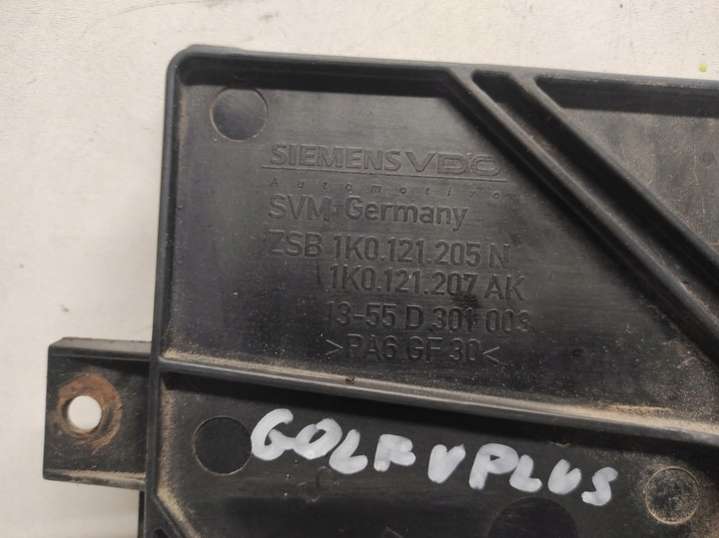 SIEMENS VDO
Automotive
SVM-Germany
ZSB 1K0.121.205 N
1K0.121.207 AK
13-55 D 301 003
>PA6 GF 30<
GOLF V PLUS